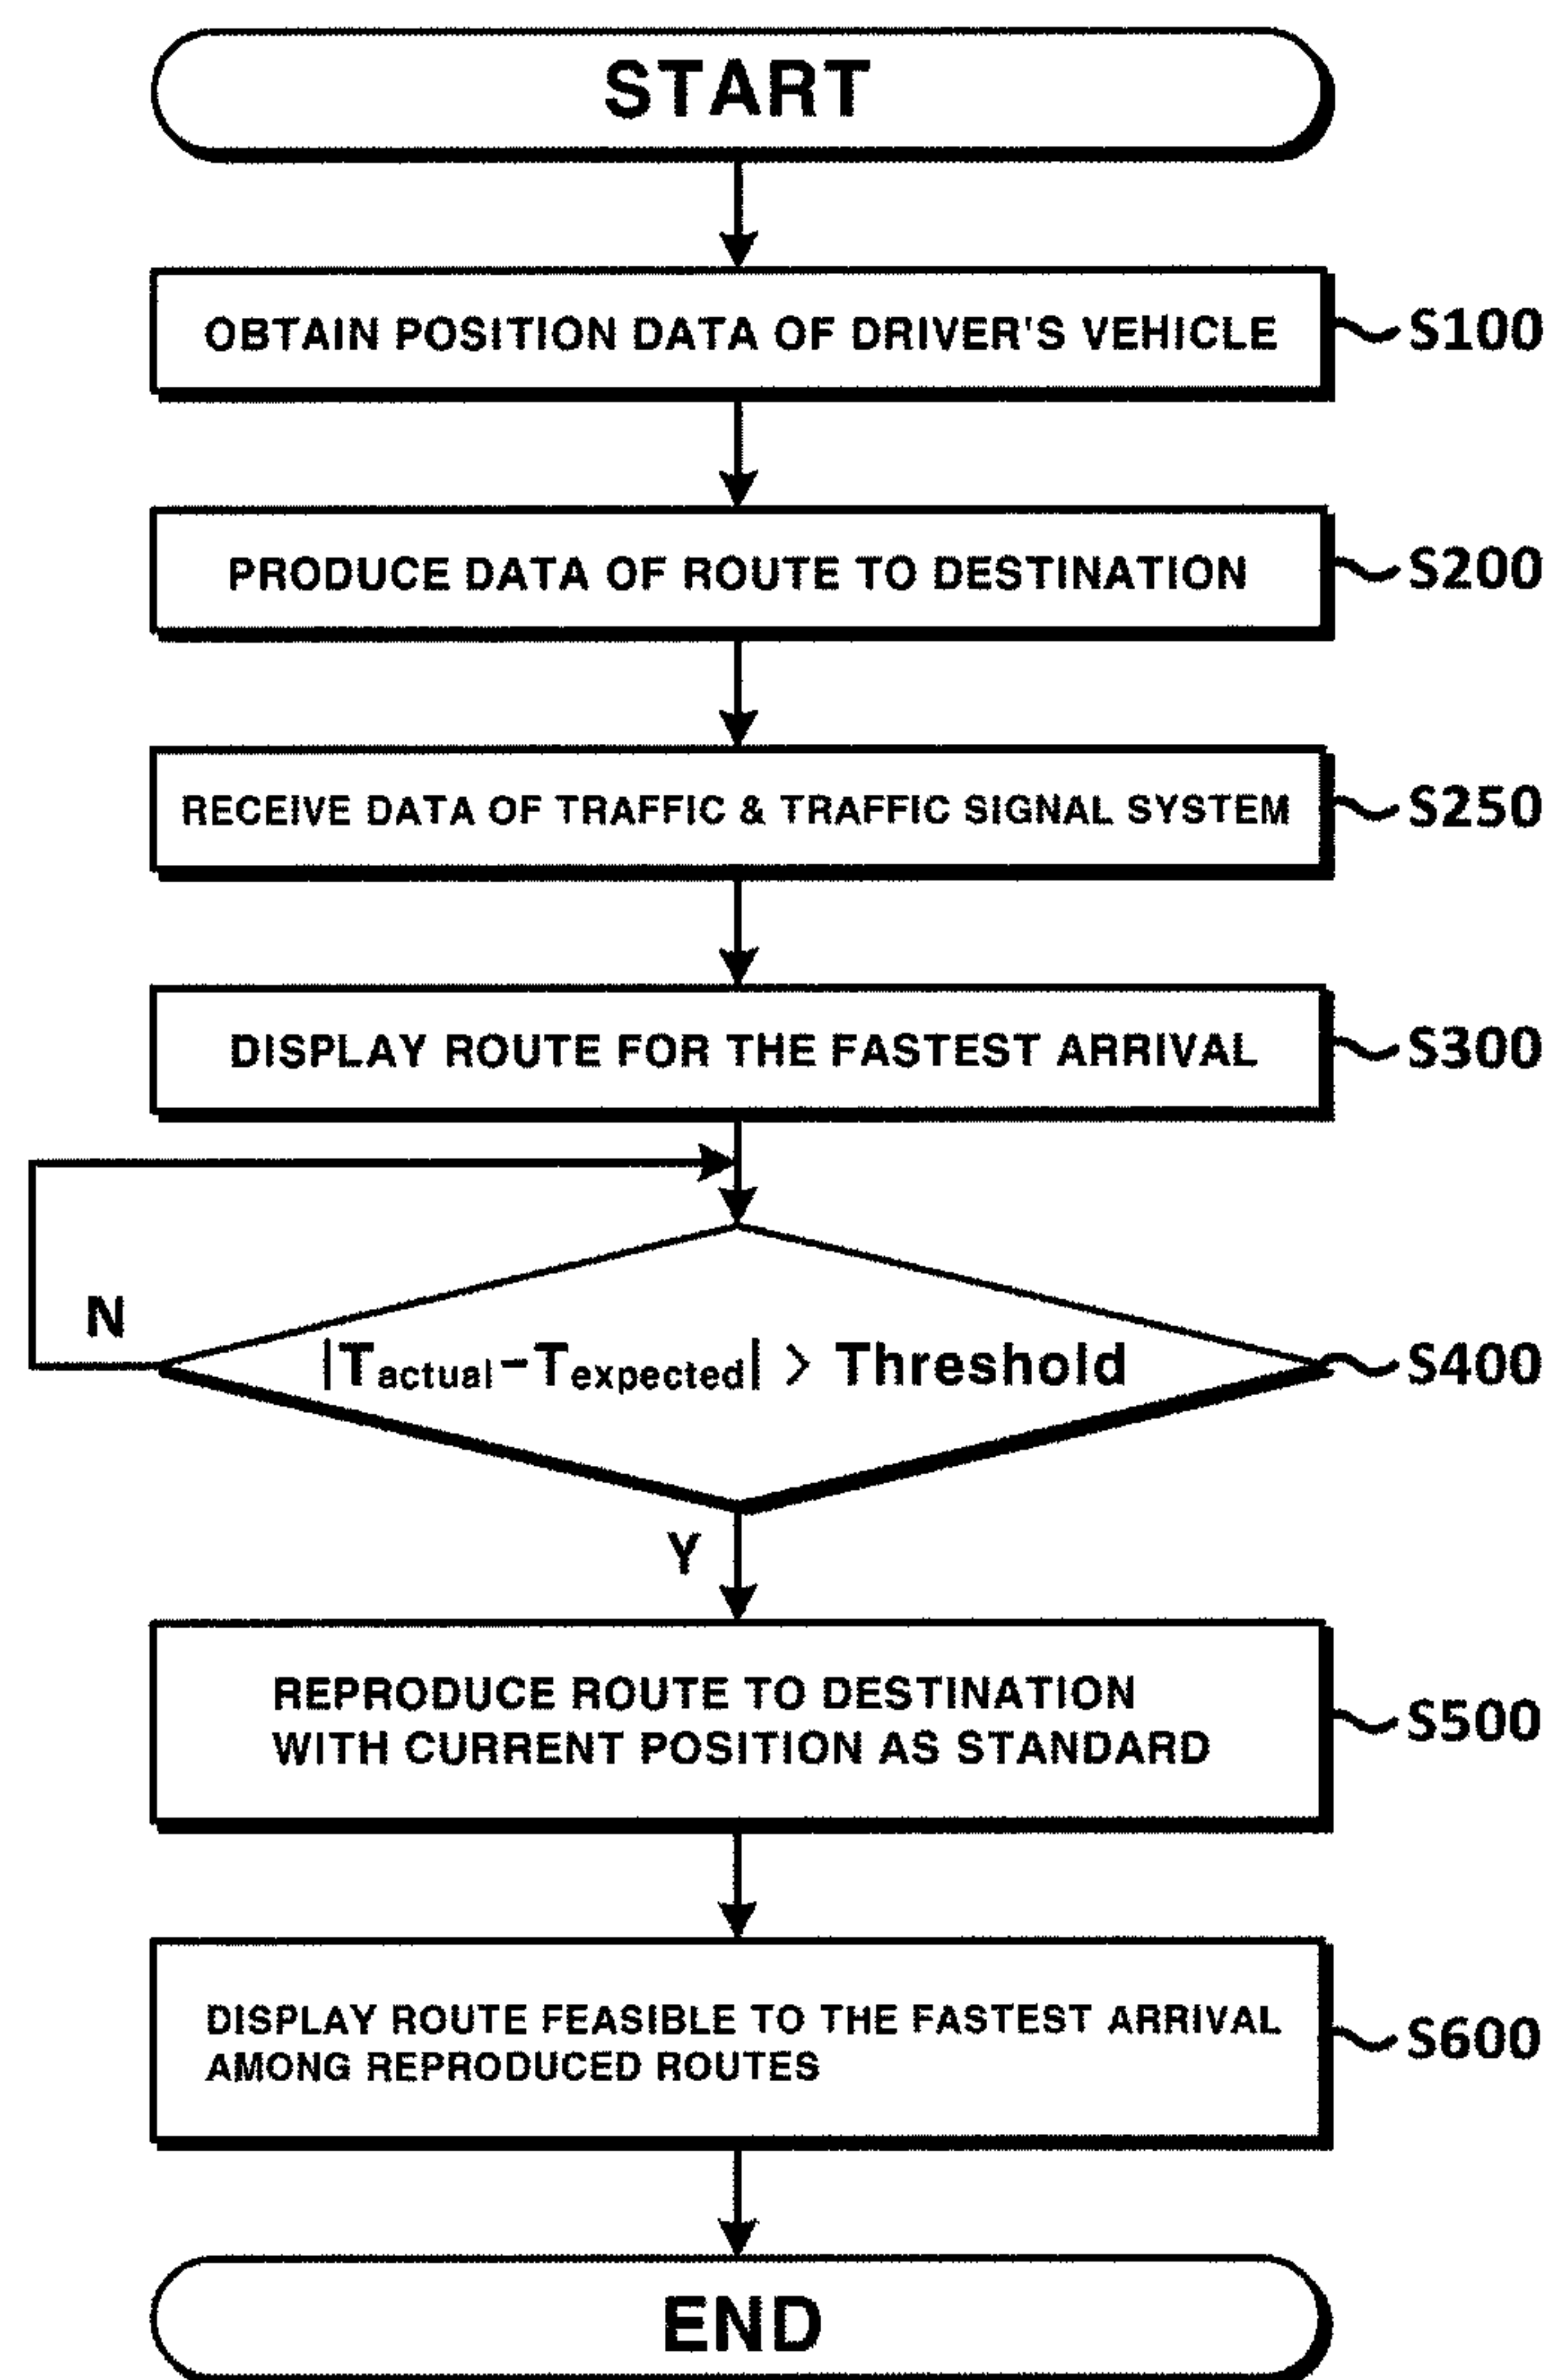 START
OBTAIN POSITION DATA OF DRIVER'S VEHICLE
S100
PRODUCE DATA OF ROUTE TO DESTINATION
S200
RECEIVE DATA OF TRAFFIC & TRAFFIC SIGNAL SYSTEM
S250
DISPLAY ROUTE FOR THE FASTEST ARRIVAL
S300
N
|Tactual-Texpected| > Threshold
S400
Y
REPRODUCE ROUTE TO DESTINATION
WITH CURRENT POSITION AS STANDARD
S500
DISPLAY ROUTE FEASIBLE TO THE FASTEST ARRIVAL
AMONG REPRODUCED ROUTES
S600
END